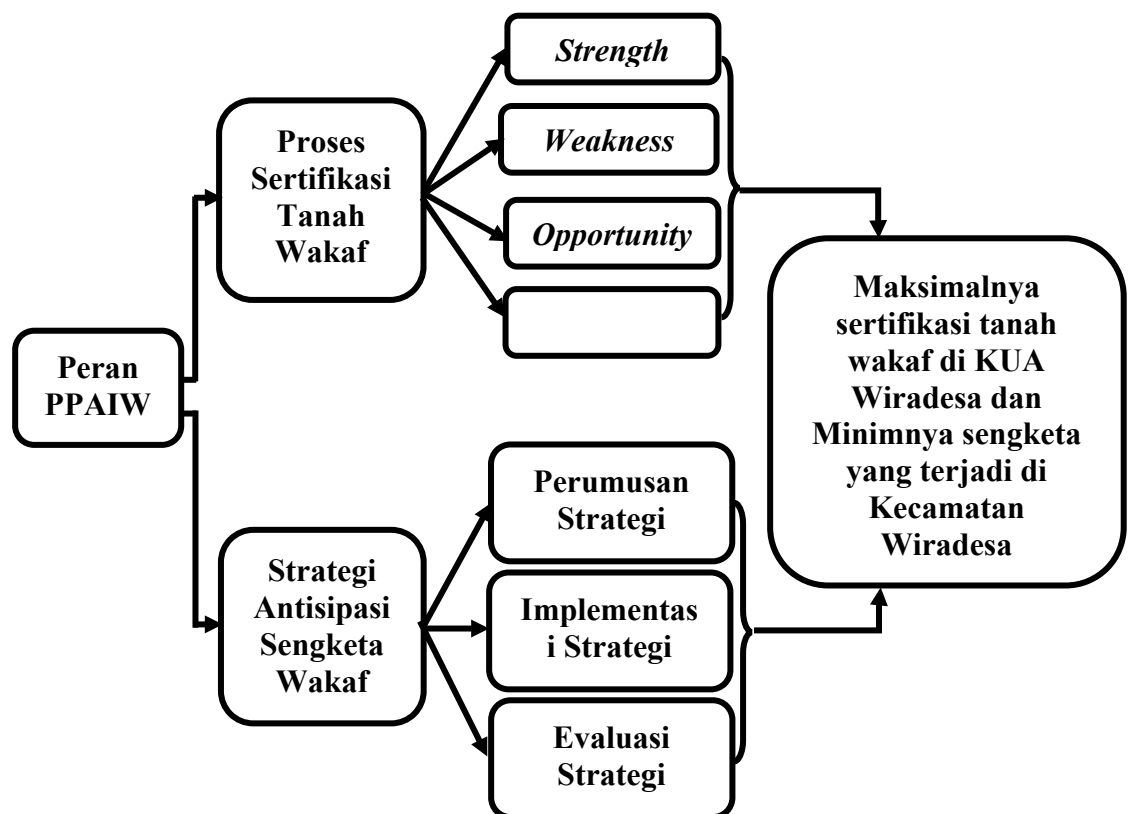 Strength
Weakness
Opportunity
Proses
Sertifikasi
Tanah
Wakaf
Peran
PPAIW
Maksimalnya
sertifikasi tanah
wakaf di KUA
Wiradesa dan
Minimnya sengketa
yang terjadi di
Kecamatan
Wiradesa
Strategi
Antisipasi
Sengketa
Wakaf
Perumusan
Strategi
Implementas
i Strategi
Evaluasi
Strategi